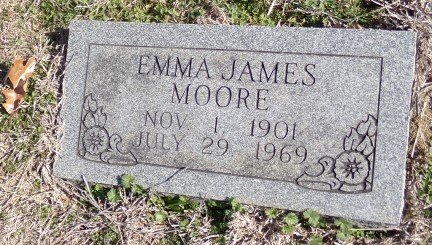 EMMA JAMES
MOORE
NOV 1, 1901
JULY 29 1969